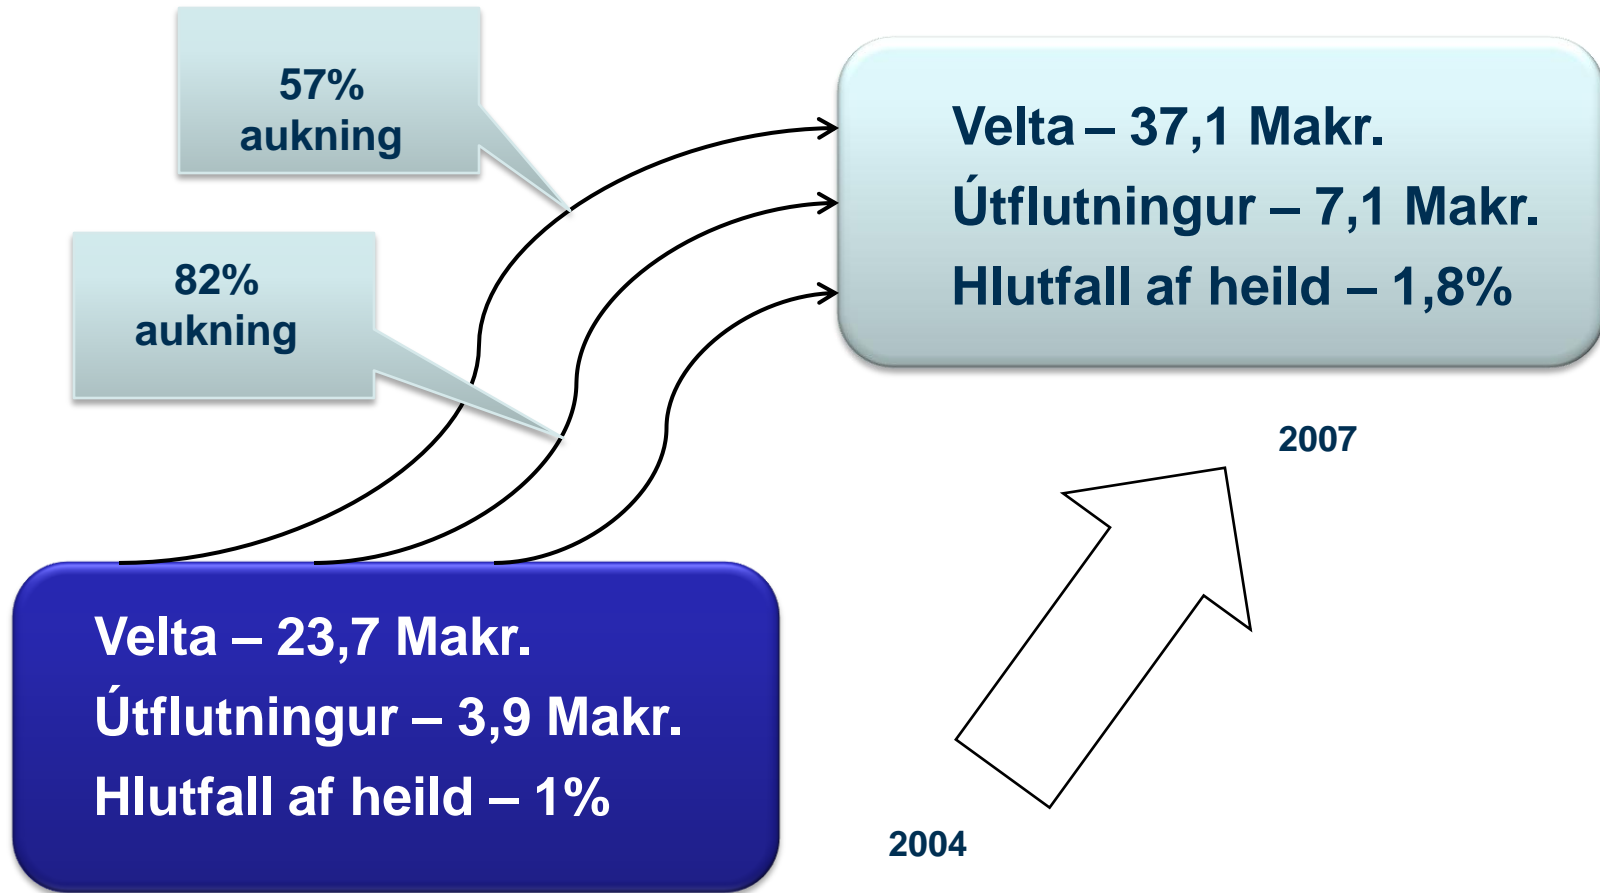 57%
aukning
82%
aukning
Velta – 37,1 Makr.
Útflutningur – 7,1 Makr.
Hlutfall af heild – 1,8%
2007
Velta – 23,7 Makr.
Útflutningur – 3,9 Makr.
Hlutfall af heild – 1%
2004